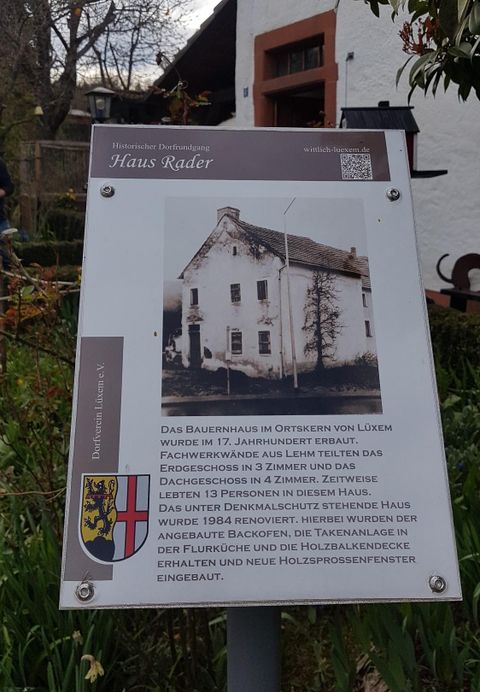 Historischer Dorfrundgang
Haus Rader
wittlich-luexem.de
Das Bauernhaus im Ortskern von Lüxem
wurde im 17. Jahrhundert erbaut.
Fachwerkwände aus Lehm teilten das
Erdgeschoss in 3 Zimmer und das
Dachgeschoss in 4 Zimmer. Zeitweise
lebten 13 Personen in diesem Haus.
Das unter Denkmalschutz stehende Haus
wurde 1984 renoviert. Hierbei wurden der
angebaute Backofen, die Takenanlage in
der Flurküche und die Holzbalkendecke
erhalten und neue Holzsprossenfenster
eingebaut.
Dorfverein Lüxem e.V.